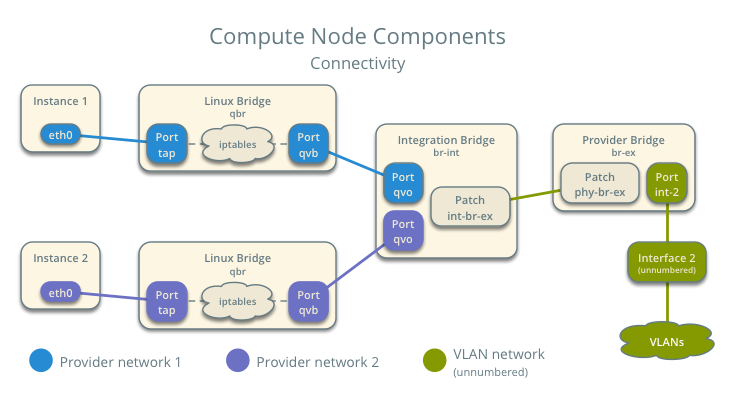 Compute Node Components
Connectivity
Instance 1
eth0
Linux Bridge
qbr
Port
tap
iptables
Port
qvb
Integration Bridge
br-int
Port
qvo
Patch
int-br-ex
Port
qvo
Provider Bridge
br-ex
Patch
phy-br-ex
Port
int-2
Interface 2
(unnumbered)
VLANs
Instance 2
eth0
Linux Bridge
qbr
Port
tap
iptables
Port
qvb
Provider network 1
Provider network 2
VLAN network
(unnumbered)